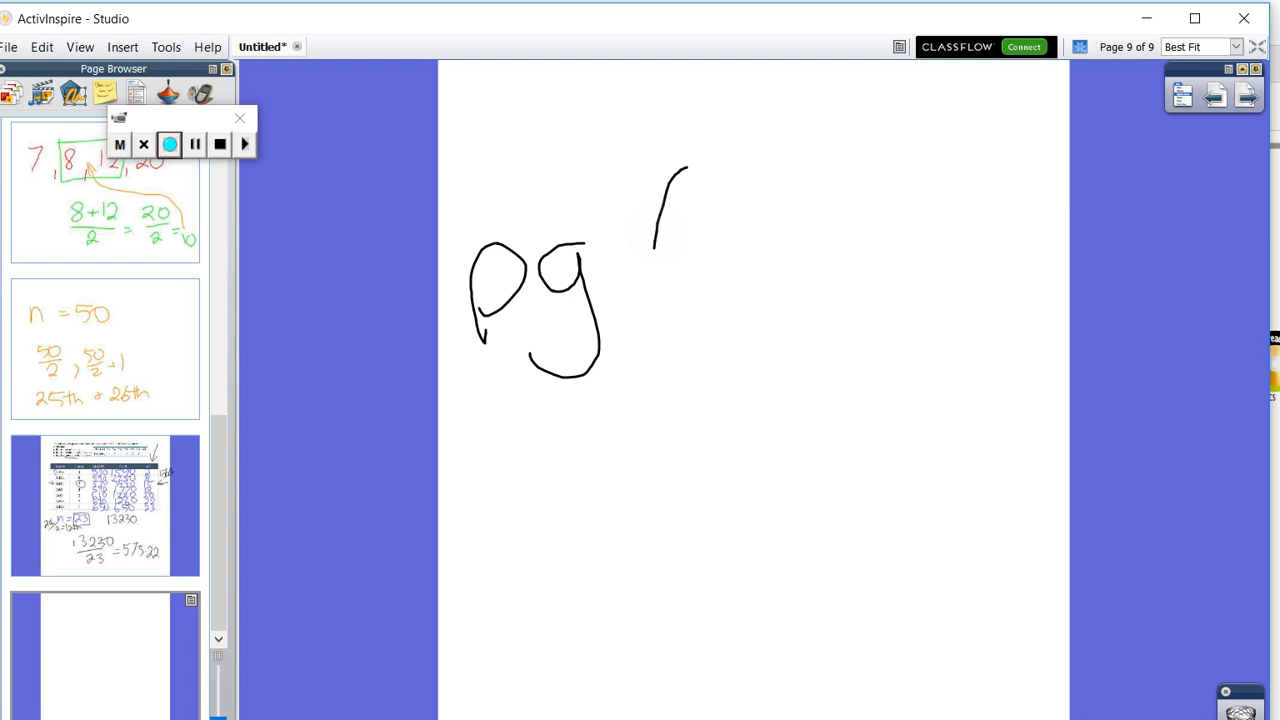 ActivInspire - Studio
File Edit View Insert Tools Help Untitled*
CLASSFLOW Connect
Page 9 of 9 Best Fit
Page Browser
M
7, 8, 12, 20
8+12/2 = 20/2 = 10
n = 50
50/2, 50/2 + 1
25th + 26th
n = 23 13230
13230/23 = 575.22
pg